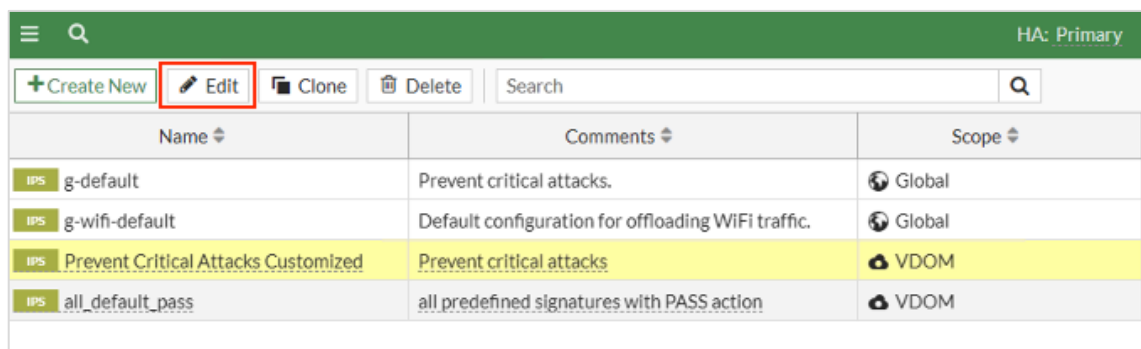 HA: Primary
+Create New Edit Clone Delete Search
Name Comments Scope
IPS g-default Prevent critical attacks. Global
IPS g-wifi-default Default configuration for offloading WiFi traffic. Global
IPS Prevent Critical Attacks Customized Prevent critical attacks VDOM
IPS all_default_pass all predefined signatures with PASS action VDOM